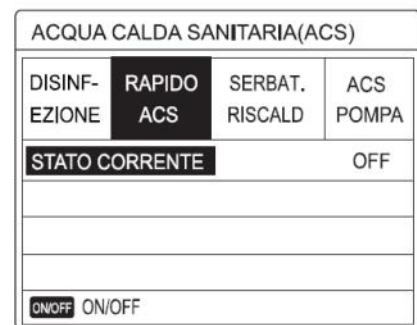 ACQUA CALDA SANITARIA(ACS)
DISINF- RAPIDO SERBAT. ACS
EZIONE ACS RISCALD POMPA
STATO CORRENTE OFF
ON/OFF ON/OFF